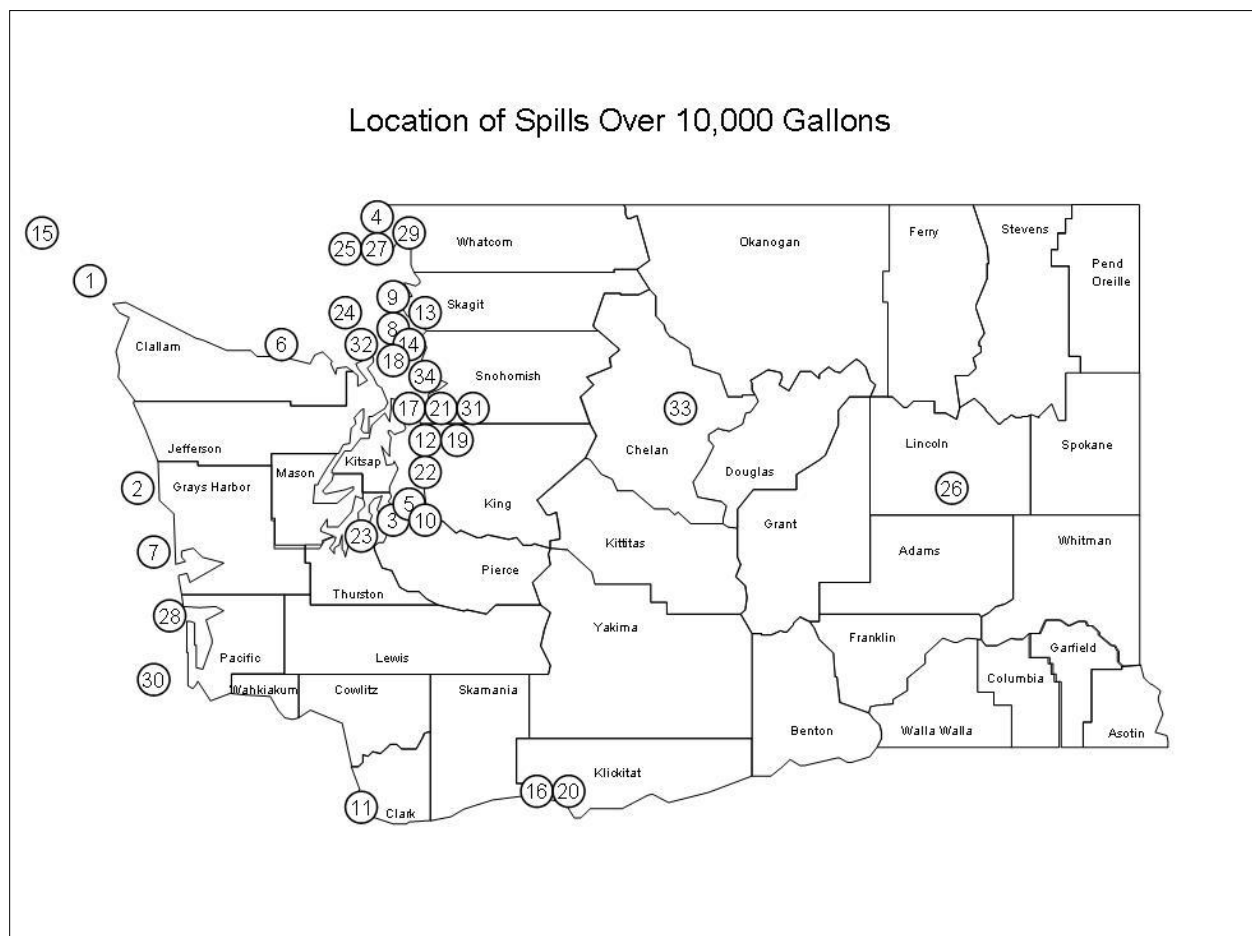 Location of Spills Over 10,000 Gallons
4
15
29
Whatcom
Okanogan
Ferry
Stevens
25
27
Pend
Oreille
1
9
24
13
Skagit
8
6
32
14
Clallam
18
34
Snohomish
17
21
31
33
12
19
Jefferson
Kitsap
Chelan
Lincoln
Spokane
Mason
22
Douglas
2
Grays Harbor
26
5
King
3
10
Grant
23
Kittitas
Whitman
7
Adams
Pierce
Thurston
28
Yakima
Franklin
Garfield
Pacific
Lewis
30
Wahkiakum
Cowlitz
Skamania
Columbia
Benton
Walla Walla
Asotin
Klickitat
16
20
11
Clark